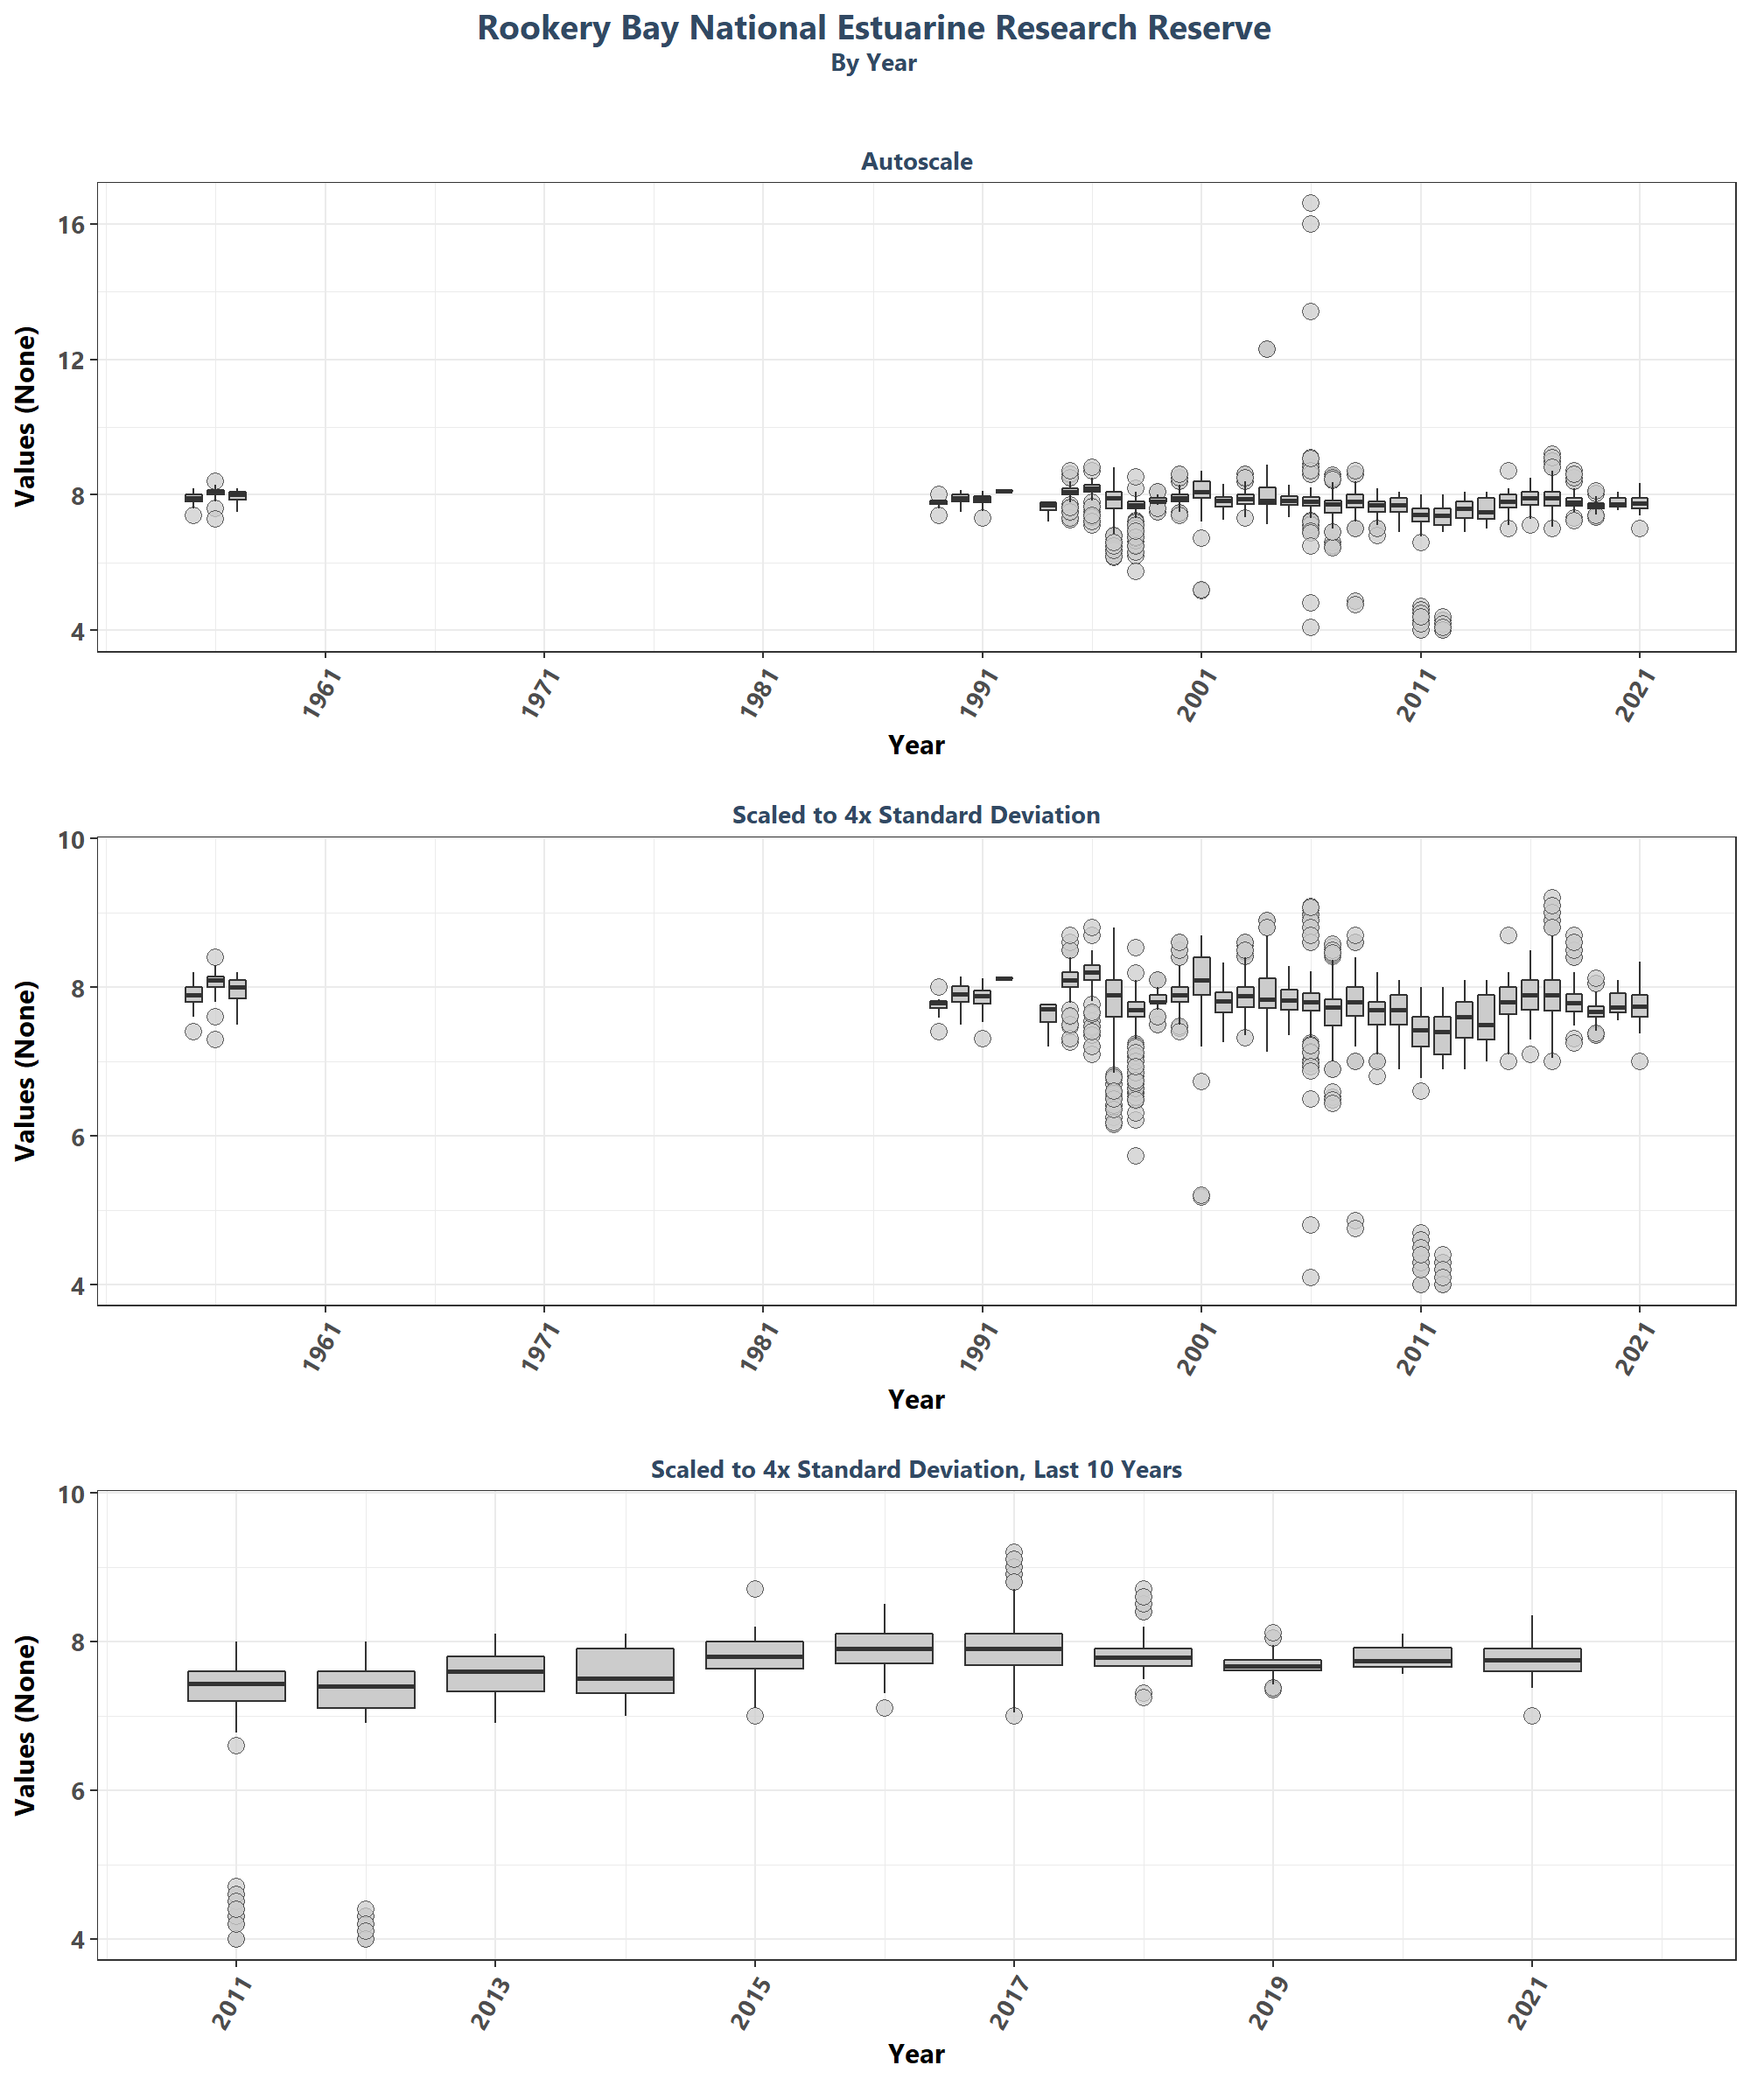 Rookery Bay National Estuarine Research Reserve
By Year
Autoscale
Values (None)
16
12
8
4
1961 1971 1981 1991 2001 2011 2021
Year
Scaled to 4x Standard Deviation
Values (None)
10
8
6
4
1961 1971 1981 1991 2001 2011 2021
Year
Scaled to 4x Standard Deviation, Last 10 Years
Values (None)
10
8
6
4
2011 2013 2015 2017 2019 2021
Year